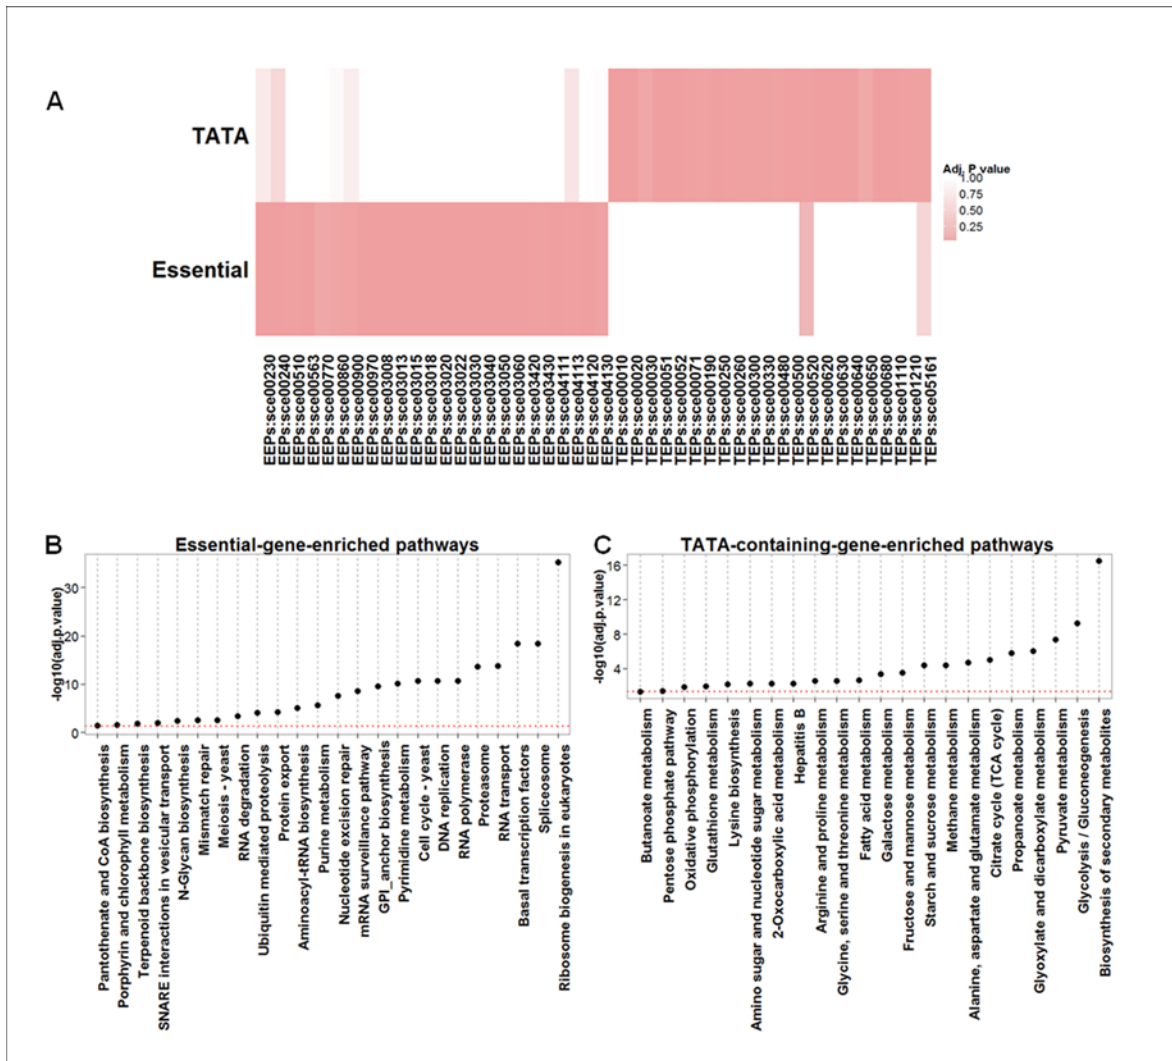 A
TATA
Essential
Adj. P value
1.00
0.75
0.50
0.25
EEPs:sce00230
EEPs:sce00240
EEPs:sce00510
EEPs:sce00563
EEPs:sce00770
EEPs:sce00860
EEPs:sce00900
EEPs:sce00970
EEPs:sce03008
EEPs:sce03013
EEPs:sce03015
EEPs:sce03018
EEPs:sce03020
EEPs:sce03022
EEPs:sce03030
EEPs:sce03040
EEPs:sce03050
EEPs:sce03060
EEPs:sce03420
EEPs:sce03430
EEPs:sce04111
EEPs:sce04113
EEPs:sce04120
EEPs:sce04130
TEPs:sce00010
TEPs:sce00020
TEPs:sce00030
TEPs:sce00051
TEPs:sce00052
TEPs:sce00071
TEPs:sce00190
TEPs:sce00250
TEPs:sce00260
TEPs:sce00300
TEPs:sce00330
TEPs:sce00480
TEPs:sce00500
TEPs:sce00520
TEPs:sce00620
TEPs:sce00630
TEPs:sce00640
TEPs:sce00650
TEPs:sce00680
TEPs:sce01110
TEPs:sce01210
TEPs:sce05161
B
Essential-gene-enriched pathways
-log10(adj.p.value)
30
20
10
0
Pantothenate and CoA biosynthesis
Porphyrin and chlorophyll metabolism
Terpenoid backbone biosynthesis
SNARE interactions in vesicular transport
N-Glycan biosynthesis
Mismatch repair
Meiosis - yeast
RNA degradation
Ubiquitin mediated proteolysis
Protein export
Aminoacyl-tRNA biosynthesis
Purine metabolism
Nucleotide excision repair
mRNA surveillance pathway
GPI_anchor biosynthesis
Pyrimidine metabolism
Cell cycle - yeast
DNA replication
RNA polymerase
Proteasome
RNA transport
Basal transcription factors
Spliceosome
Ribosome biogenesis in eukaryotes
C
TATA-containing-gene-enriched pathways
-log10(adj.p.value)
16
12
8
4
Butanoate metabolism
Pentose phosphate pathway
Oxidative phosphorylation
Glutathione metabolism
Lysine biosynthesis
Amino sugar and nucleotide sugar metabolism
2-Oxocarboxylic acid metabolism
Hepatitis B
Arginine and proline metabolism
Glycine, serine and threonine metabolism
Fatty acid metabolism
Galactose metabolism
Fructose and mannose metabolism
Starch and sucrose metabolism
Methane metabolism
Alanine, aspartate and glutamate metabolism
Citrate cycle (TCA cycle)
Propanoate metabolism
Glyoxylate and dicarboxylate metabolism
Pyruvate metabolism
Glycolysis / Gluconeogenesis
Biosynthesis of secondary metabolites